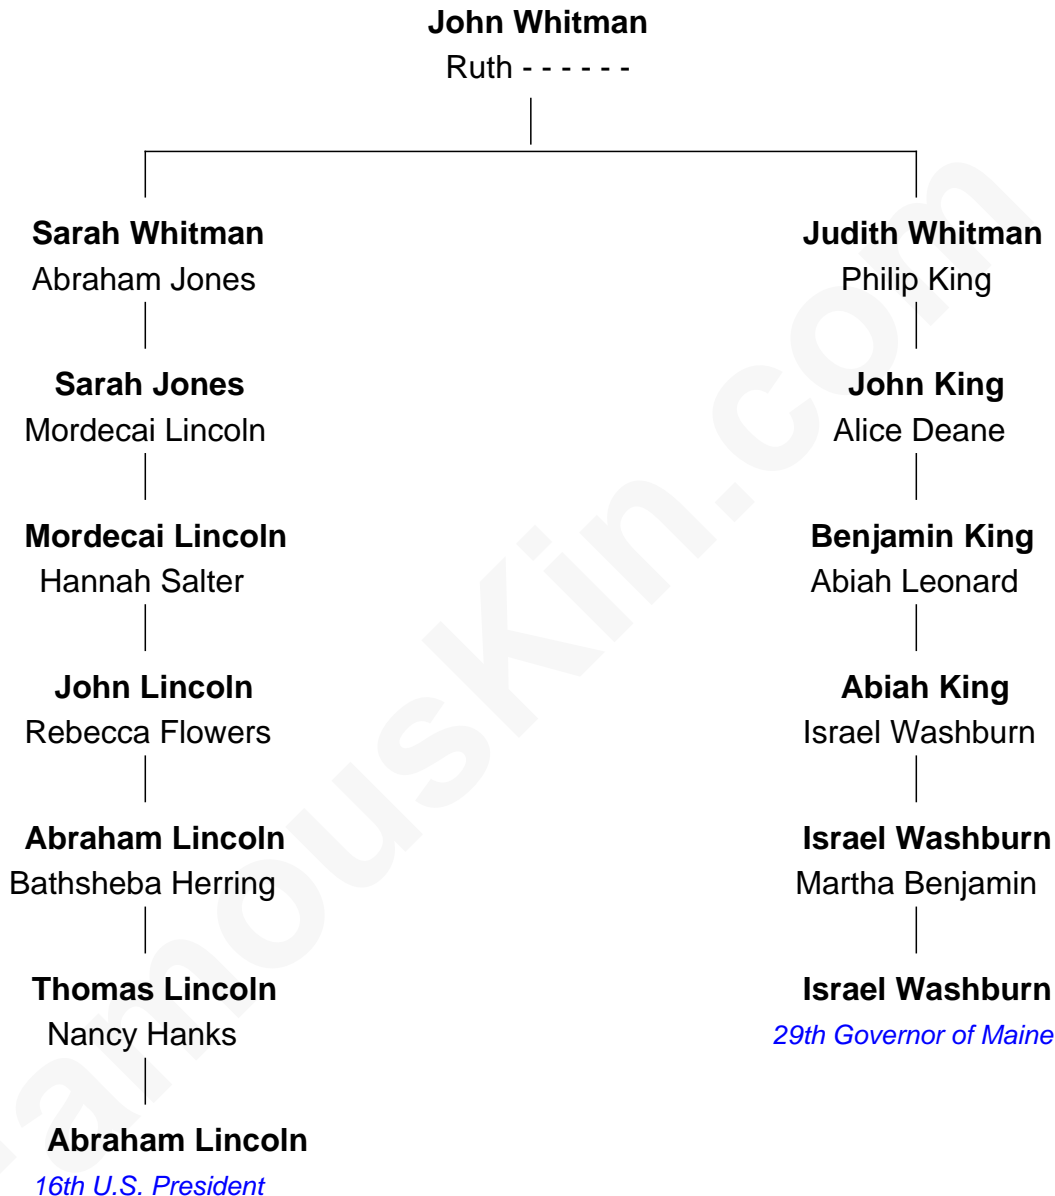 John Whitman
Ruth - - - - - -
Sarah Whitman
Abraham Jones
Judith Whitman
Philip King
Sarah Jones
Mordecai Lincoln
John King
Alice Deane
Mordecai Lincoln
Hannah Salter
Benjamin King
Abiah Leonard
John Lincoln
Rebecca Flowers
Abiah King
Israel Washburn
Abraham Lincoln
Bathsheba Herring
Israel Washburn
Martha Benjamin
Thomas Lincoln
Nancy Hanks
Israel Washburn
29th Governor of Maine
Abraham Lincoln
16th U.S. President
FamousKin.com